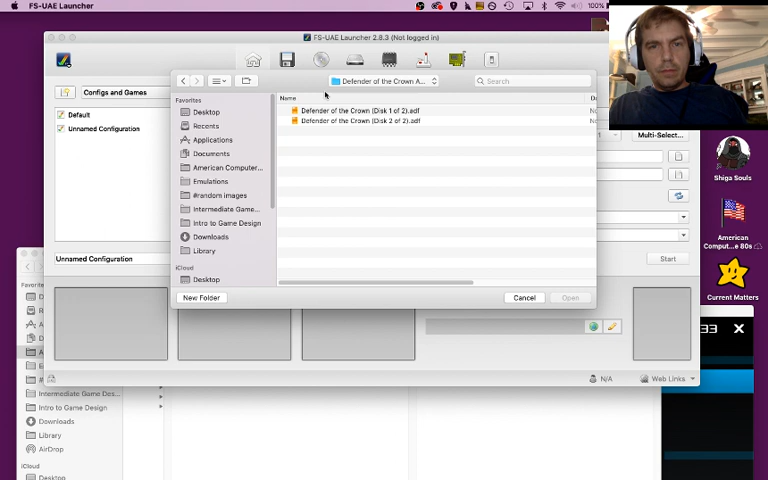 FS-UAE Launcher
100%
FS-UAE Launcher 2.8.3 (Not logged in)
Configs and Games
Default
Unnamed Configuration
Unnamed Configuration
Defender of the Crown A...
Search
Favorites
Desktop
Recents
Applications
Documents
American Computer...
Emulations
#random images
Intermediate Game...
Intro to Game Design
Downloads
Library
iCloud
Desktop
Name
Defender of the Crown (Disk 1 of 2).adf
Defender of the Crown (Disk 2 of 2).adf
New Folder
Cancel
Open
Multi-Select...
Start
N/A
Web Links
Shiga Souls
American
Comput...e 80s
Current Matters
33
X
Intermediate Game Des...
Intro to Game Design
Downloads
Library
AirDrop
iCloud
Desktop